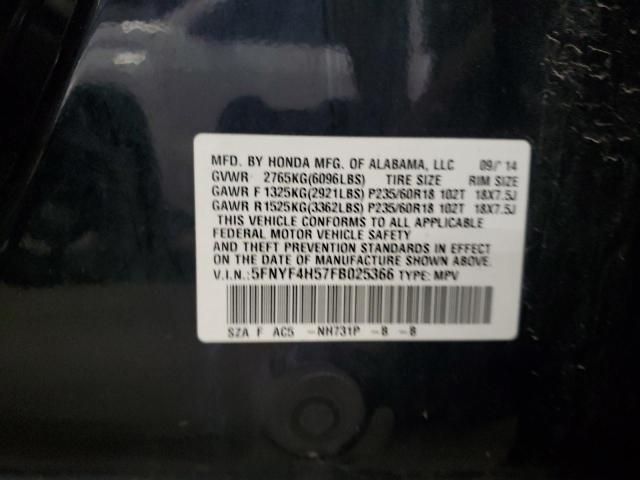 MFD. BY HONDA MFG. OF ALABAMA, LLC 09/ 14
GVWR 2765KG(6096LBS) TIRE SIZE RIM SIZE
GAWR F 1325KG(2921LBS) P235/60R18 102T 18X7.5J
GAWR R 1525KG(3362LBS) P235/60R18 102T 18X7.5J
THIS VEHICLE CONFORMS TO ALL APPLICABLE
FEDERAL MOTOR VEHICLE SAFETY
AND THEFT PREVENTION STANDARDS IN EFFECT
ON THE DATE OF MANUFACTURE SHOWN ABOVE.
V.I.N.:5FNYF4H57FB025366 TYPE: MPV
SZA F AC5 -NH731P -B -B